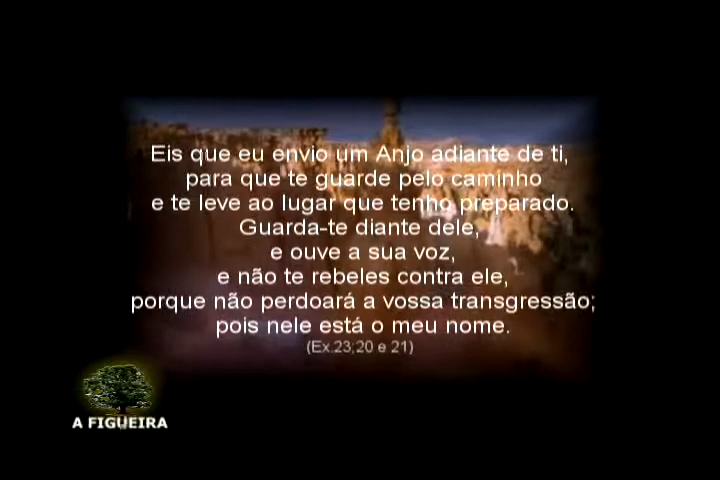 Eis que eu envio um Anjo adiante de ti,
para que te guarde pelo caminho
e te leve ao lugar que tenho preparado.
Guarda-te diante dele,
e ouve a sua voz,
e não te rebeles contra ele,
porque não perdoará a vossa transgressão;
pois nele está o meu nome.
(Ex.23;20 e 21)
A FIGUEIRA